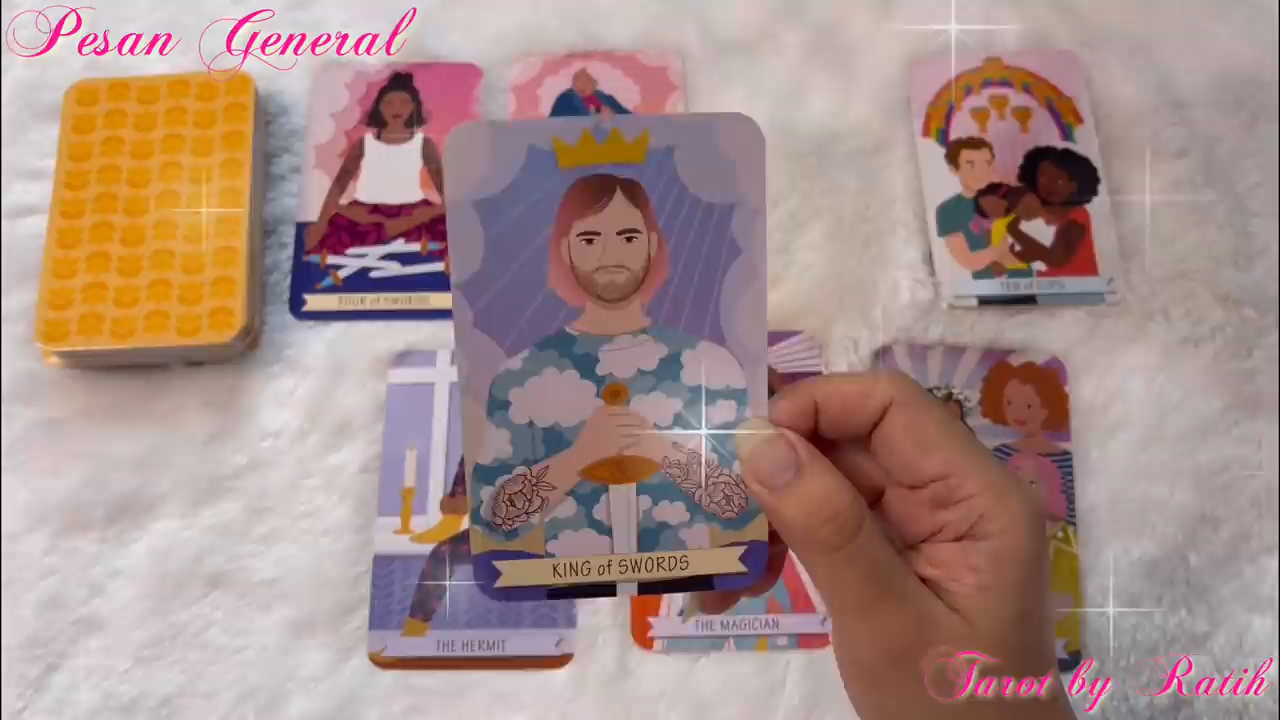 Pesan General
FOUR of SWORDS
TEN of CUPS
KING of SWORDS
THE MAGICIAN
THE HERMIT
Tarot by Ratih